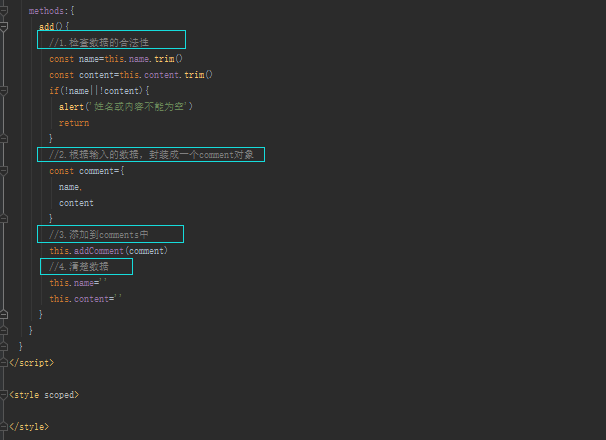 methods:{
add(){
//1.检查数据的合法性
const name=this.name.trim()
const content=this.content.trim()
if(!name||!content){
alert('姓名或内容不能为空')
return
}
//2.根据输入的数据，封装成一个comment对象
const comment={
name,
content
}
//3.添加到comments中
this.addComment(comment)
//4.清楚数据
this.name=''
this.content=''
}
}
}
</script>
<style scoped>
</style>